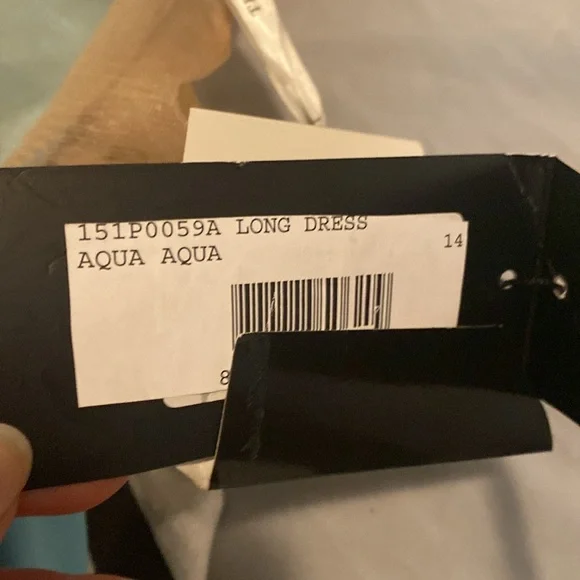 151P0059A LONG DRESS
14
AQUA AQUA
8